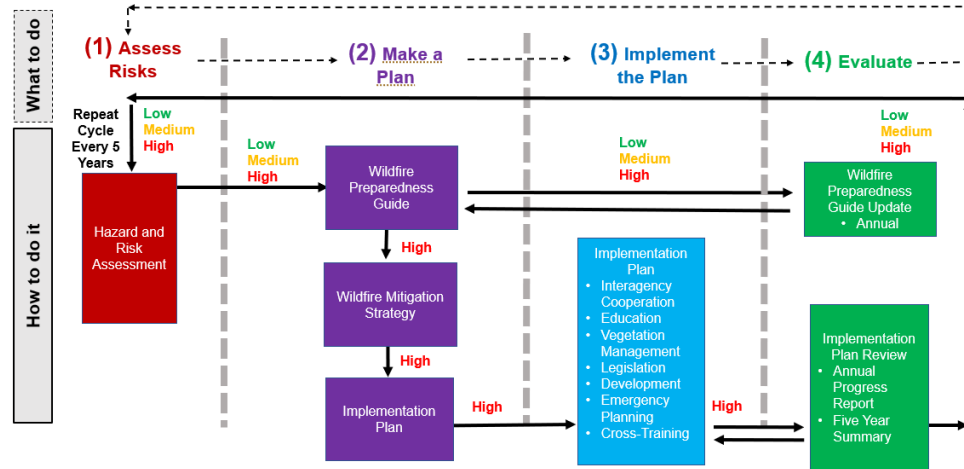 What to do
(1) Assess
Risks
(2) Make a
Plan
(3) Implement
the Plan
(4) Evaluate
How to do it
Repeat
Cycle
Every 5
Years
Low
Medium
High
Hazard and
Risk
Assessment
Low
Medium
High
Wildfire
Preparedness
Guide
High
Wildfire Mitigation
Strategy
High
Implementation
Plan
High
Low
Medium
High
Implementation
Plan
• Interagency
Cooperation
• Education
• Vegetation
Management
• Legislation
• Development
• Emergency
Planning
• Cross-Training
High
Low
Medium
High
Wildfire
Preparedness
Guide Update
• Annual
Implementation
Plan Review
• Annual
Progress
Report
• Five Year
Summary